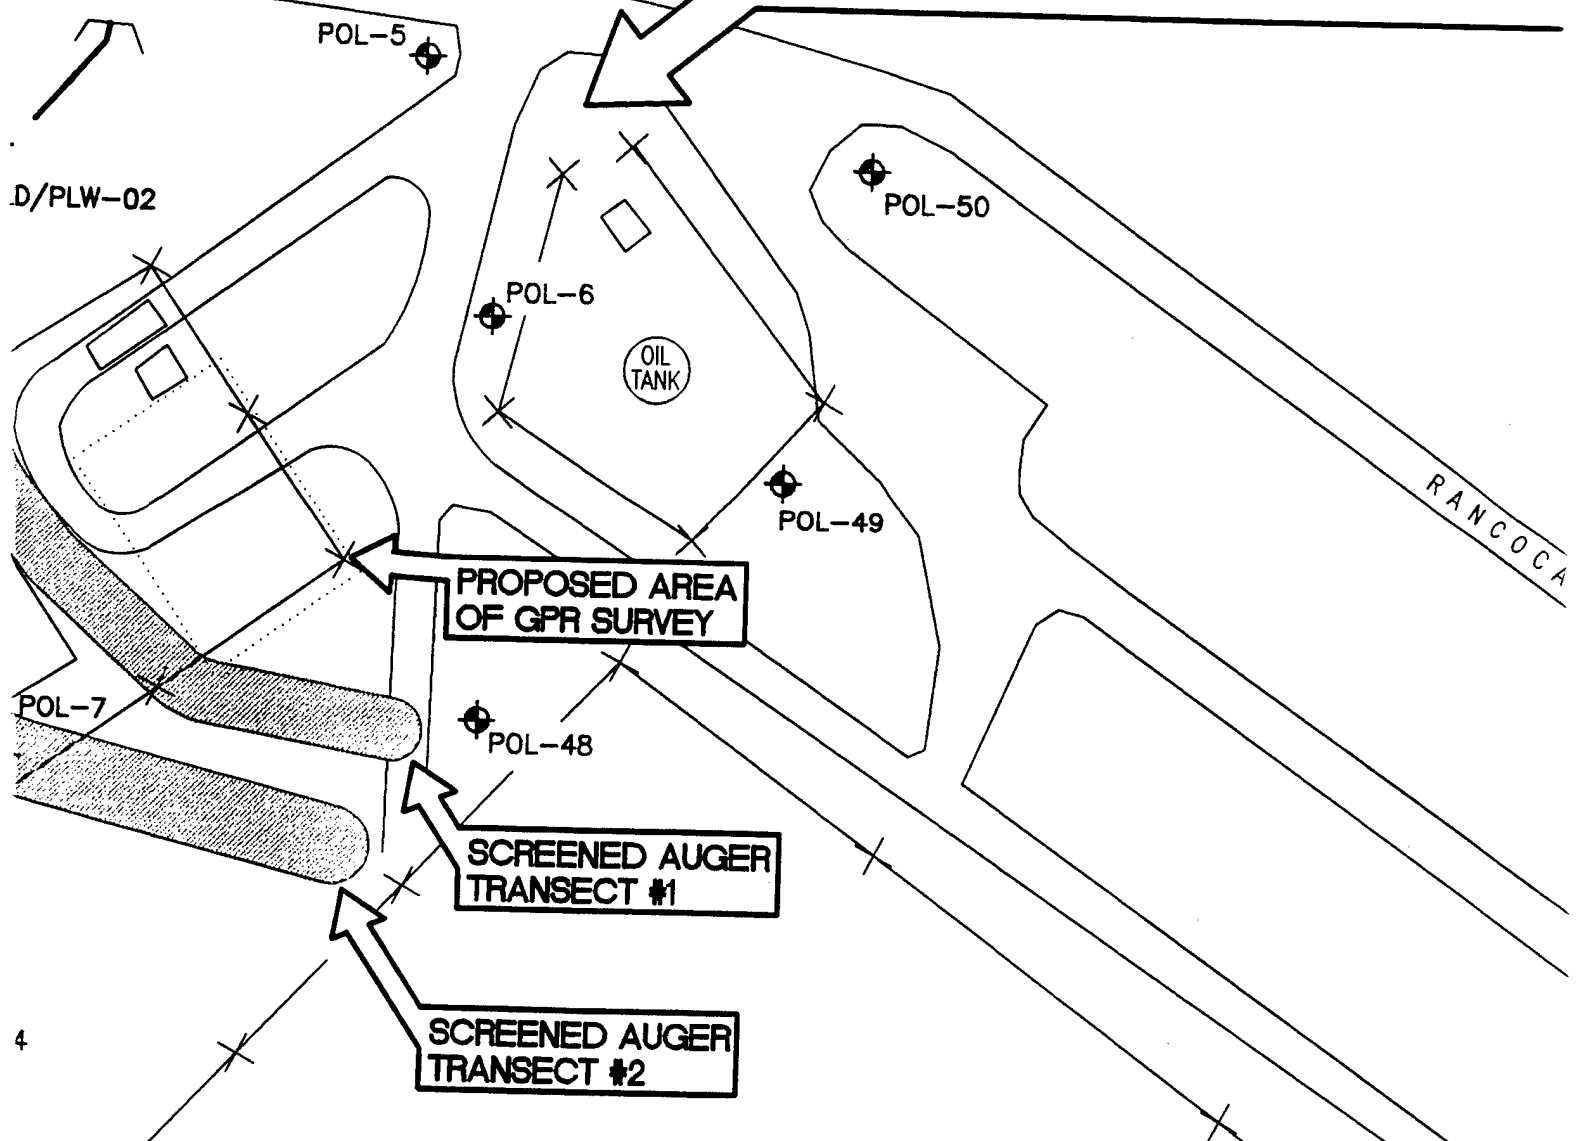 POL-5
D/PLW-02
POL-50
POL-6
OIL
TANK
RANCOCA
POL-49
PROPOSED AREA
OF GPR SURVEY
POL-7
POL-48
SCREENED AUGER
TRANSECT #1
SCREENED AUGER
TRANSECT #2
4